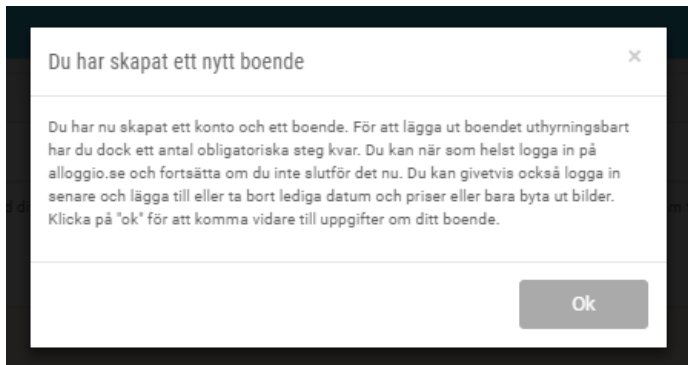 Du har skapat ett nytt boende
×
Du har nu skapat ett konto och ett boende. För att lägga ut boendet uthyrningsbart
har du dock ett antal obligatoriska steg kvar. Du kan när som helst logga in på
alloggio.se och fortsätta om du inte slutför det nu. Du kan givetvis också logga in
senare och lägga till eller ta bort lediga datum och priser eller bara byta ut bilder.
Klicka på "ok" för att komma vidare till uppgifter om ditt boende.
Ok